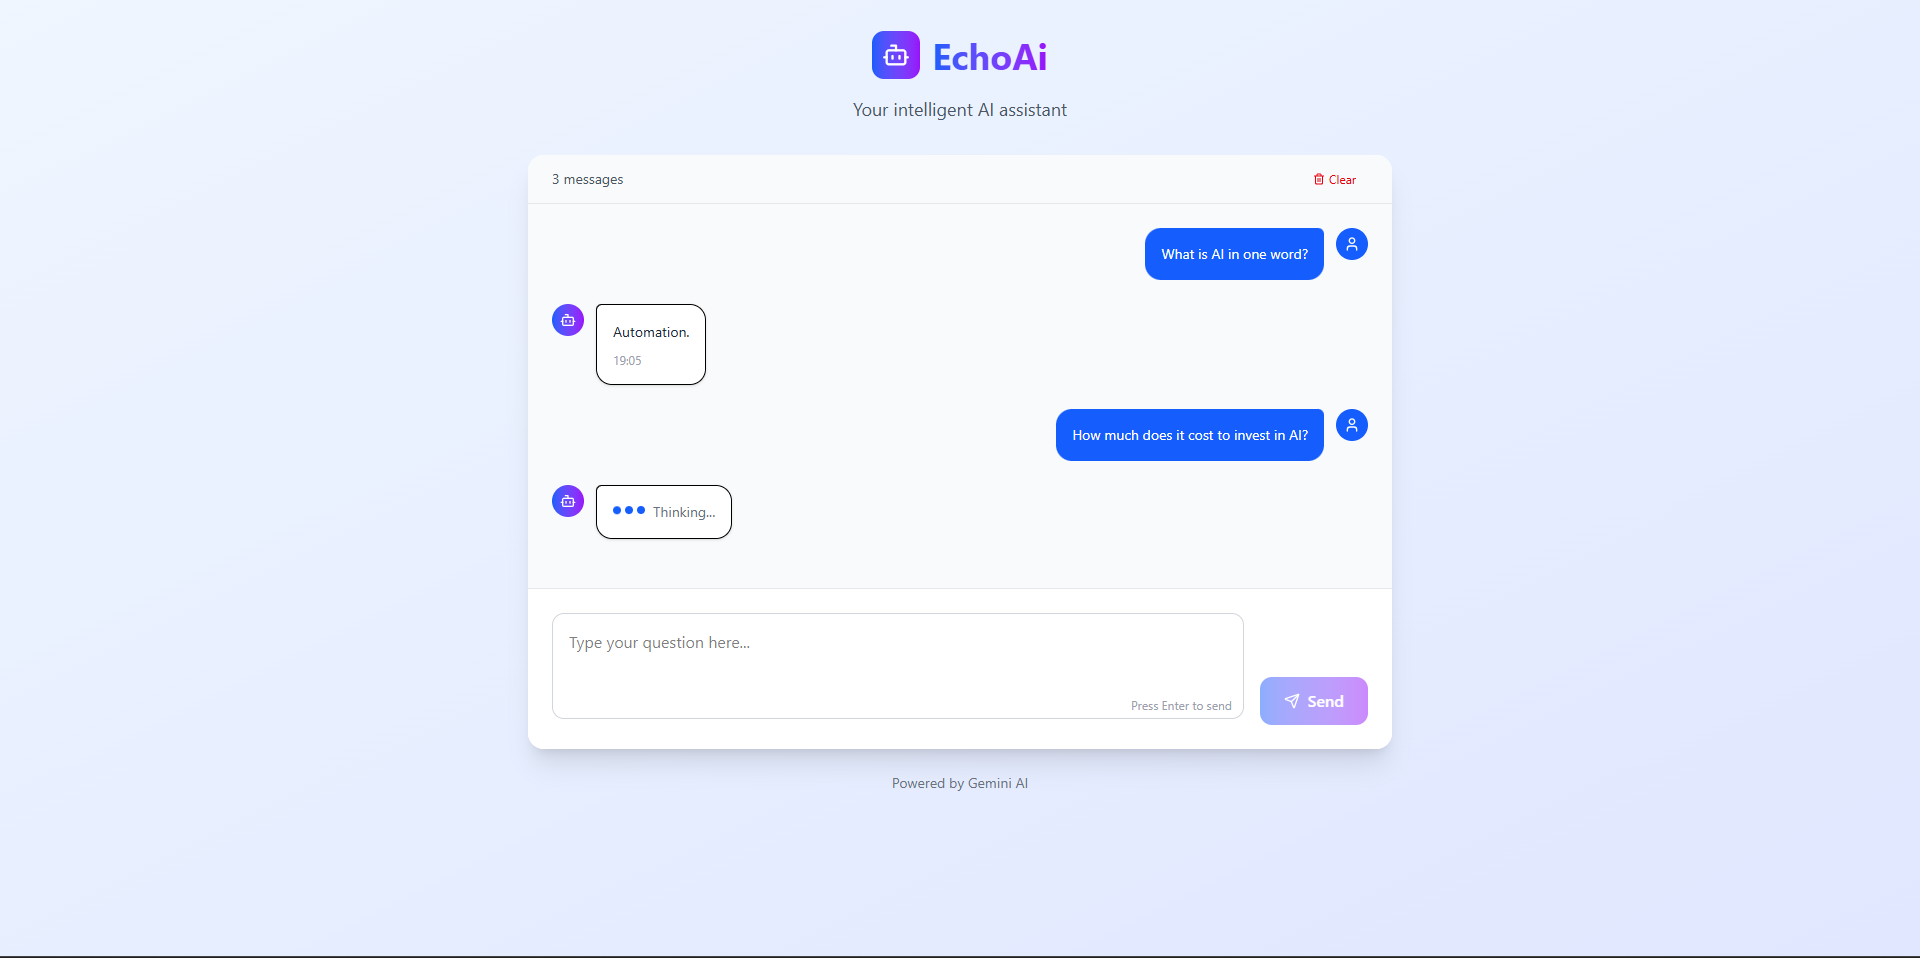 EchoAi
Your intelligent AI assistant
3 messages
Clear
What is AI in one word?
Automation.
19:05
How much does it cost to invest in AI?
Thinking...
Type your question here...
Press Enter to send
Send
Powered by Gemini AI